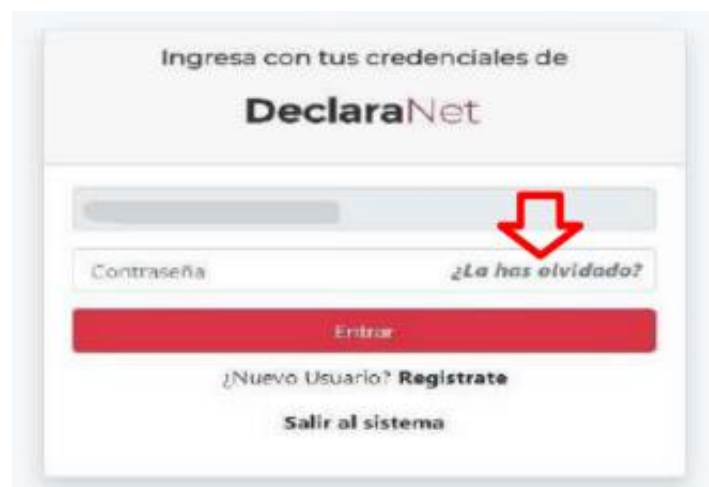 Ingresa con tus credenciales de
DeclaraNet
Contraseña ¿La has olvidado?
Entrar
¿Nuevo Usuario? Registrate
Salir al sistema